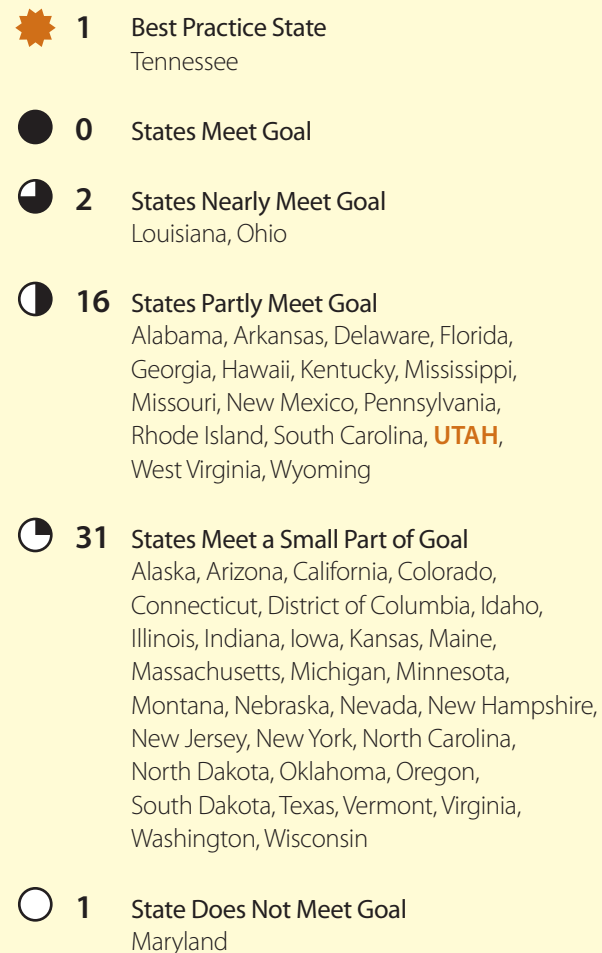 1 Best Practice State
Tennessee
0 States Meet Goal
2 States Nearly Meet Goal
Louisiana, Ohio
16 States Partly Meet Goal
Alabama, Arkansas, Delaware, Florida,
Georgia, Hawaii, Kentucky, Mississippi,
Missouri, New Mexico, Pennsylvania,
Rhode Island, South Carolina, UTAH,
West Virginia, Wyoming
31 States Meet a Small Part of Goal
Alaska, Arizona, California, Colorado,
Connecticut, District of Columbia, Idaho,
Illinois, Indiana, Iowa, Kansas, Maine,
Massachusetts, Michigan, Minnesota,
Montana, Nebraska, Nevada, New Hampshire,
New Jersey, New York, North Carolina,
North Dakota, Oklahoma, Oregon,
South Dakota, Texas, Vermont, Virginia,
Washington, Wisconsin
1 State Does Not Meet Goal
Maryland